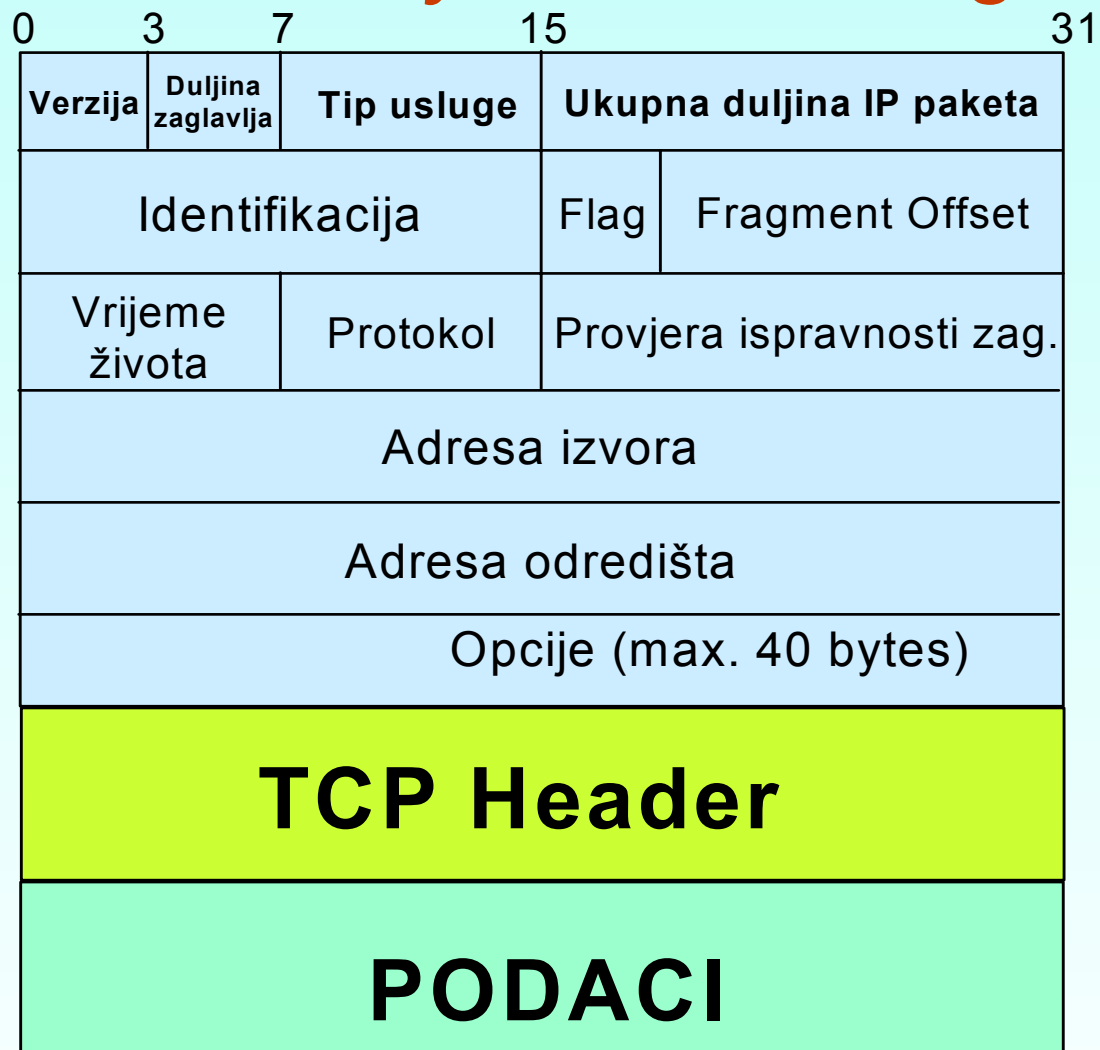 0 3 7 15 31
Verzija Duljina zaglavlja Tip usluge Ukupna duljina IP paketa
Identifikacija Flag Fragment Offset
Vrijeme života Protokol Provjera ispravnosti zag.
Adresa izvora
Adresa odredišta
Opcije (max. 40 bytes)
TCP Header
PODACI